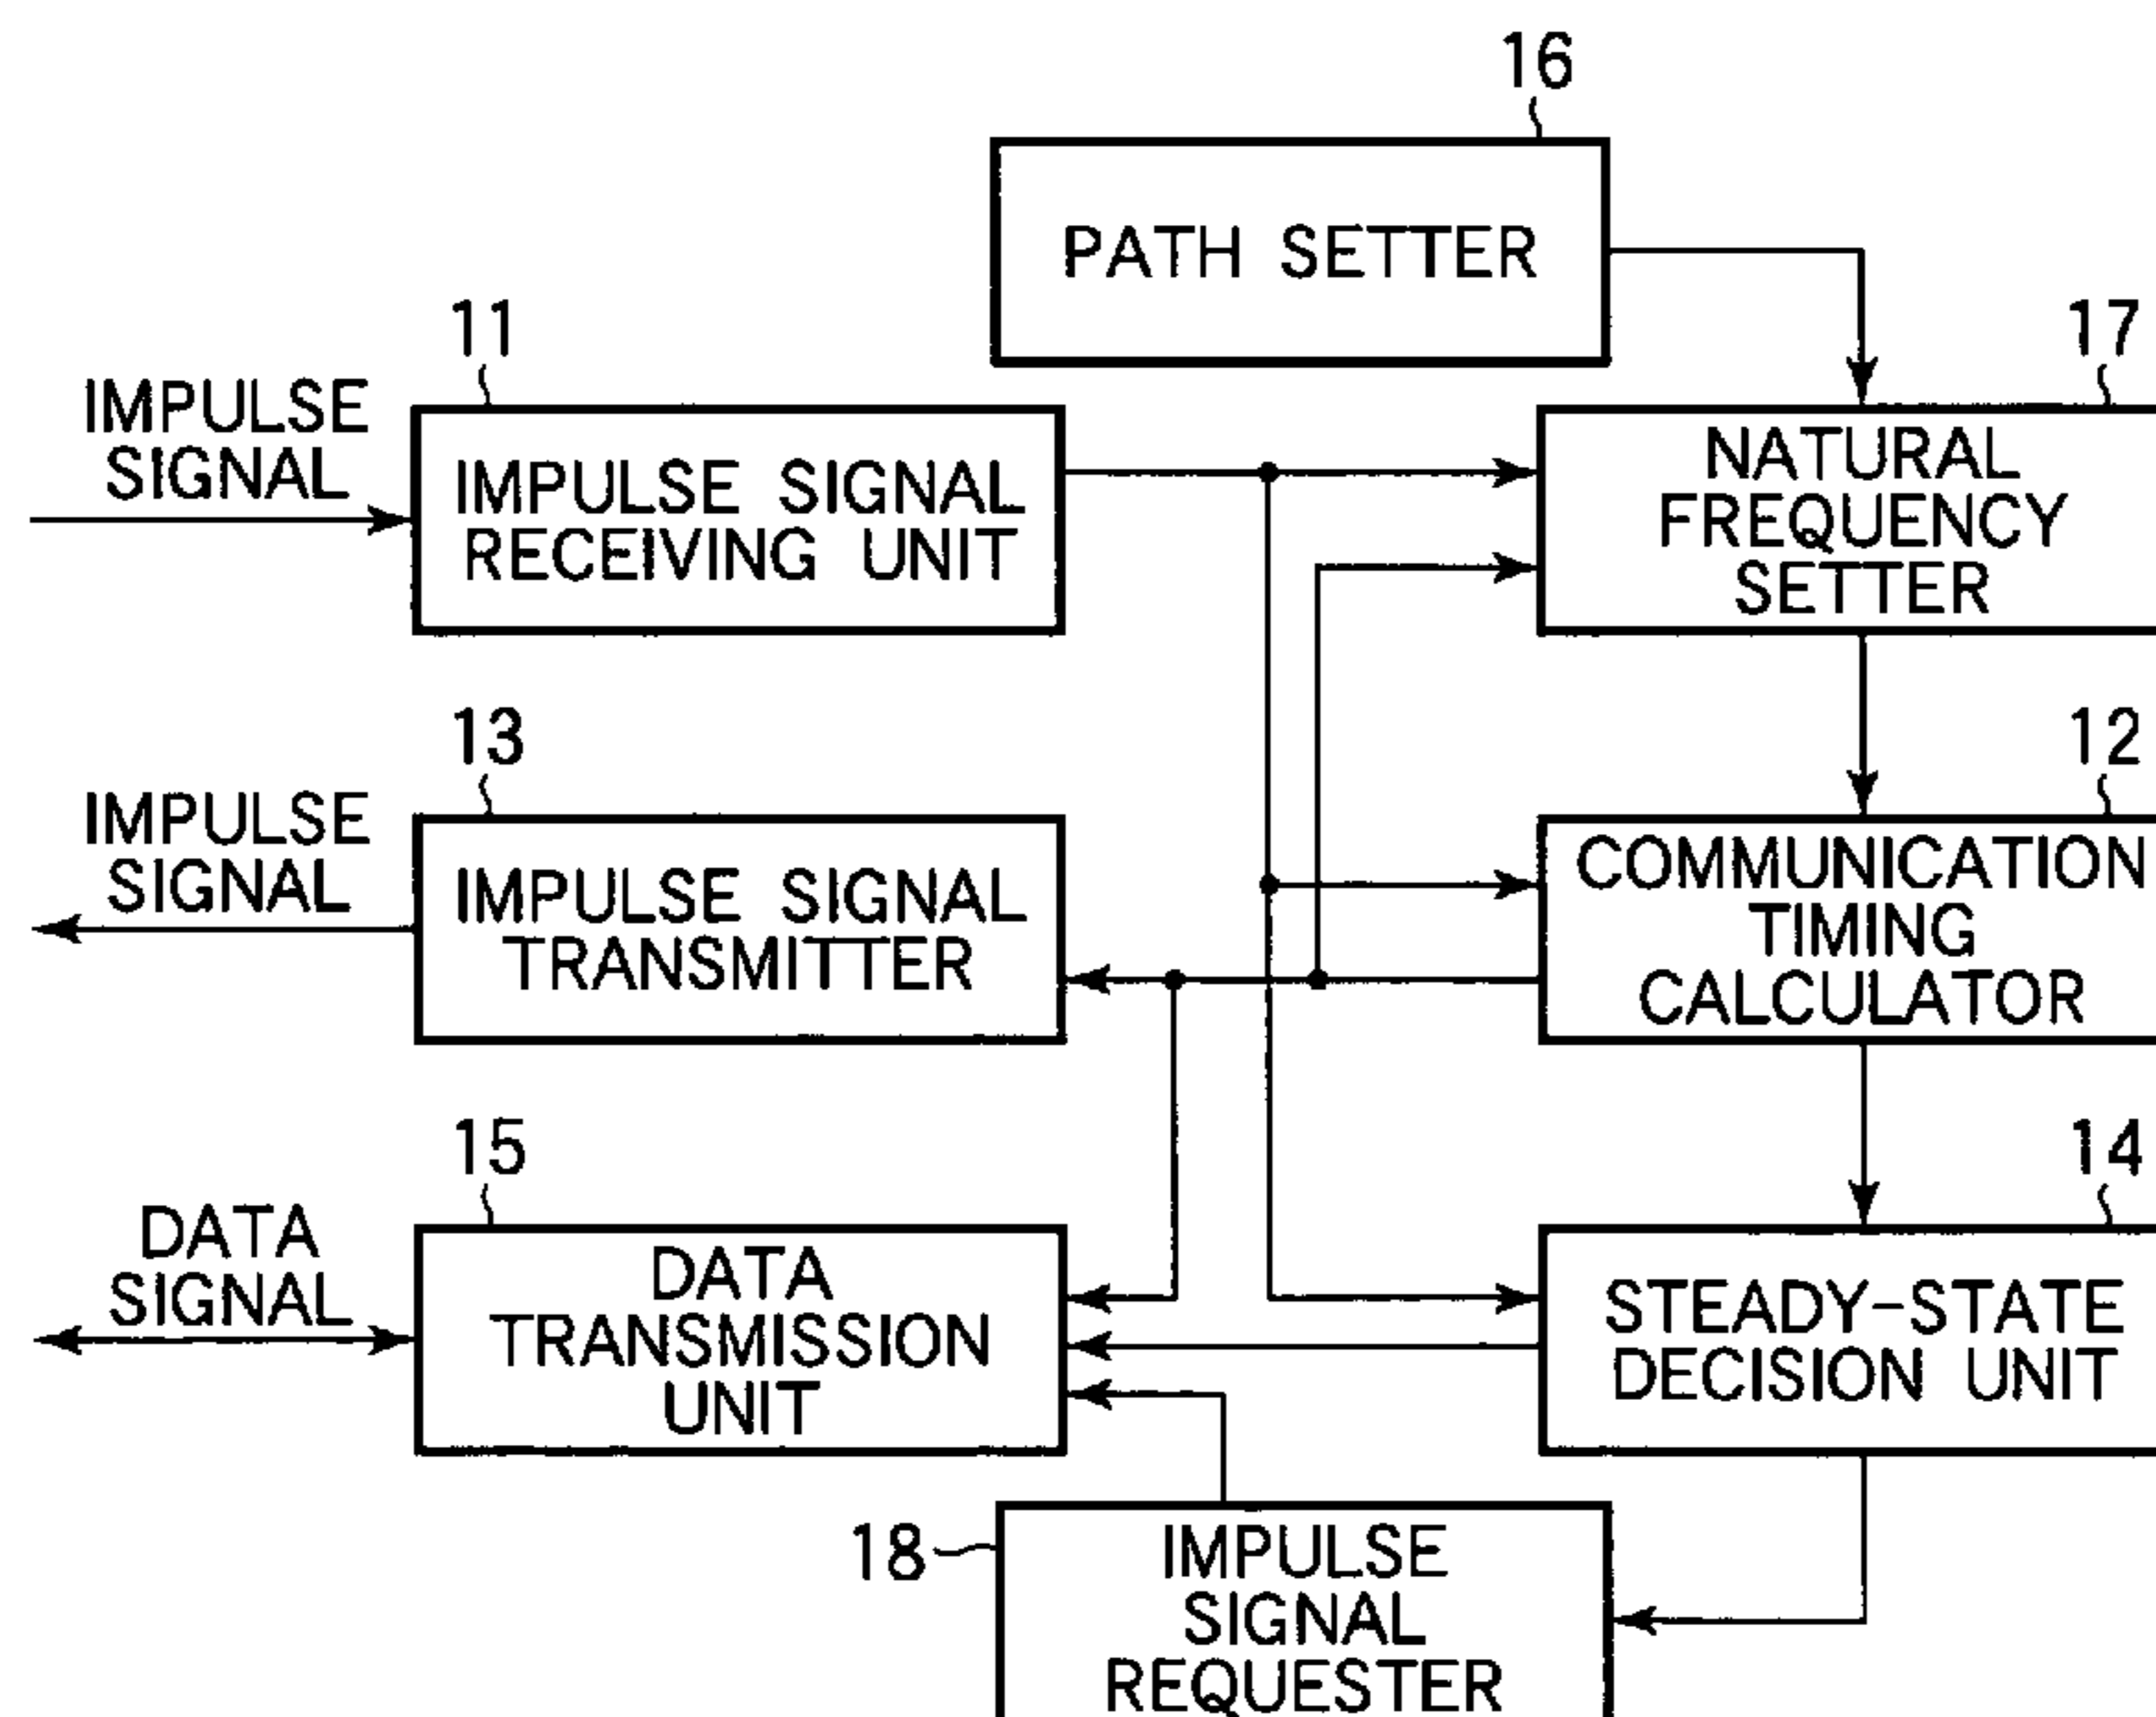 16
PATH SETTER
11
17
IMPULSE
SIGNAL
IMPULSE SIGNAL
RECEIVING UNIT
NATURAL
FREQUENCY
SETTER
13
12
IMPULSE
SIGNAL
IMPULSE SIGNAL
TRANSMITTER
COMMUNICATION
TIMING
CALCULATOR
15
14
DATA
SIGNAL
DATA
TRANSMISSION
UNIT
STEADY-STATE
DECISION UNIT
18
IMPULSE
SIGNAL
REQUESTER